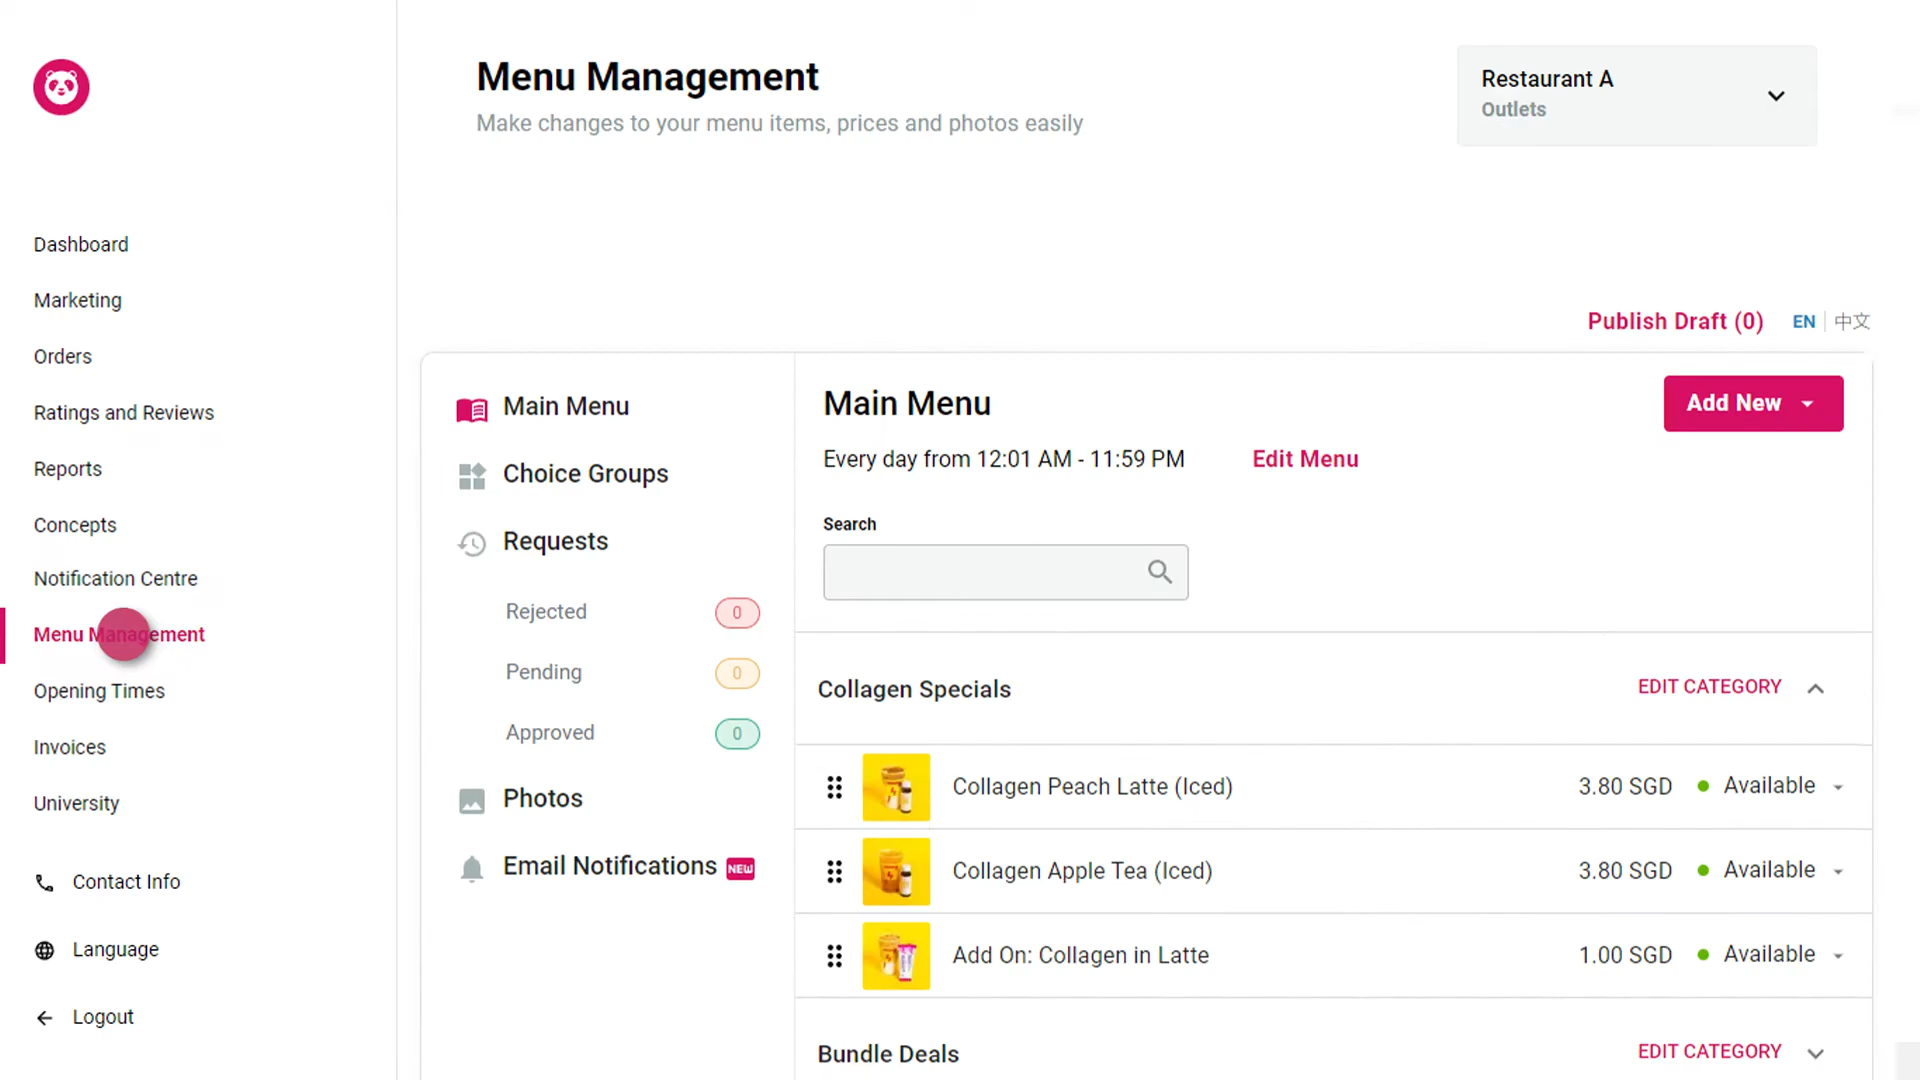 Menu Management
Make changes to your menu items, prices and photos easily
Restaurant A
Outlets
Dashboard
Marketing
Orders
Ratings and Reviews
Reports
Concepts
Notification Centre
Menu Management
Opening Times
Invoices
University
Contact Info
Language
Logout
Publish Draft (0)
EN | 中文
Main Menu
Choice Groups
Requests
Rejected 0
Pending 0
Approved 0
Photos
Email Notifications NEW
Main Menu
Add New
Every day from 12:01 AM - 11:59 PM Edit Menu
Search
Collagen Specials EDIT CATEGORY
Collagen Peach Latte (Iced) 3.80 SGD Available
Collagen Apple Tea (Iced) 3.80 SGD Available
Add On: Collagen in Latte 1.00 SGD Available
Bundle Deals EDIT CATEGORY